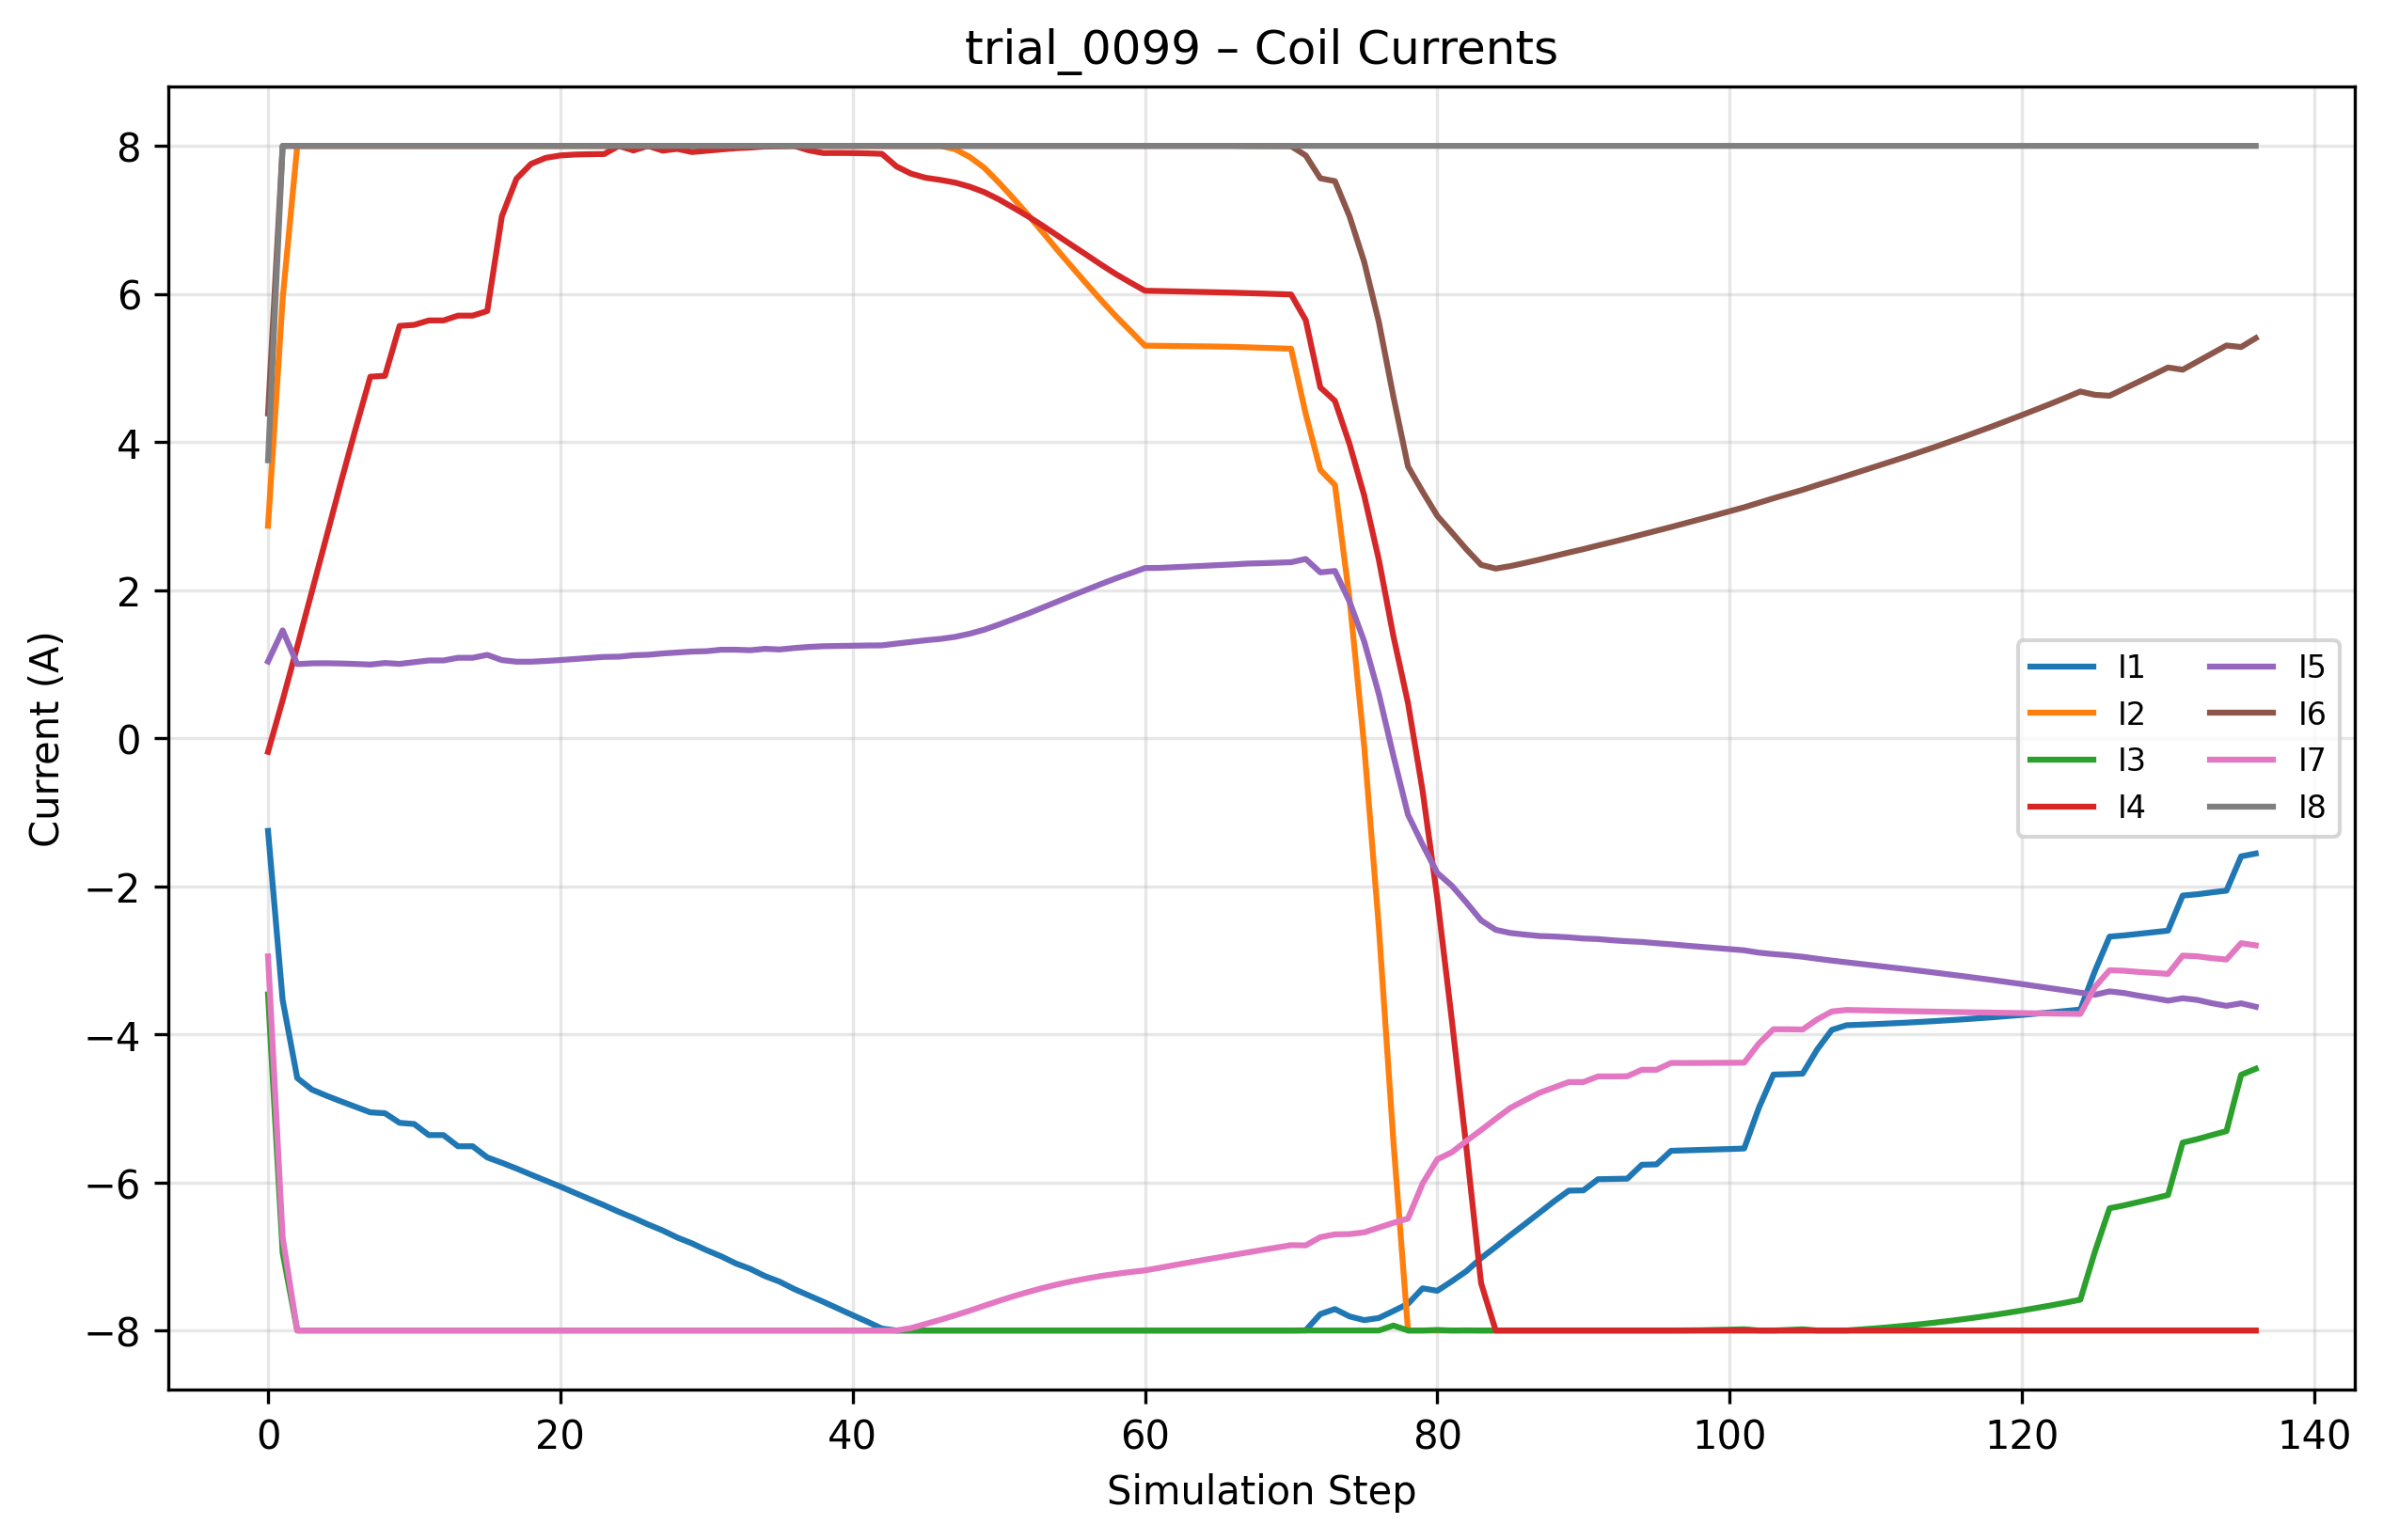 trial_0099 – Coil Currents
Current (A)
8
6
4
2
0
−2
−4
−6
−8
I1
I2
I3
I4
I5
I6
I7
I8
0
20
40
60
80
100
120
140
Simulation Step